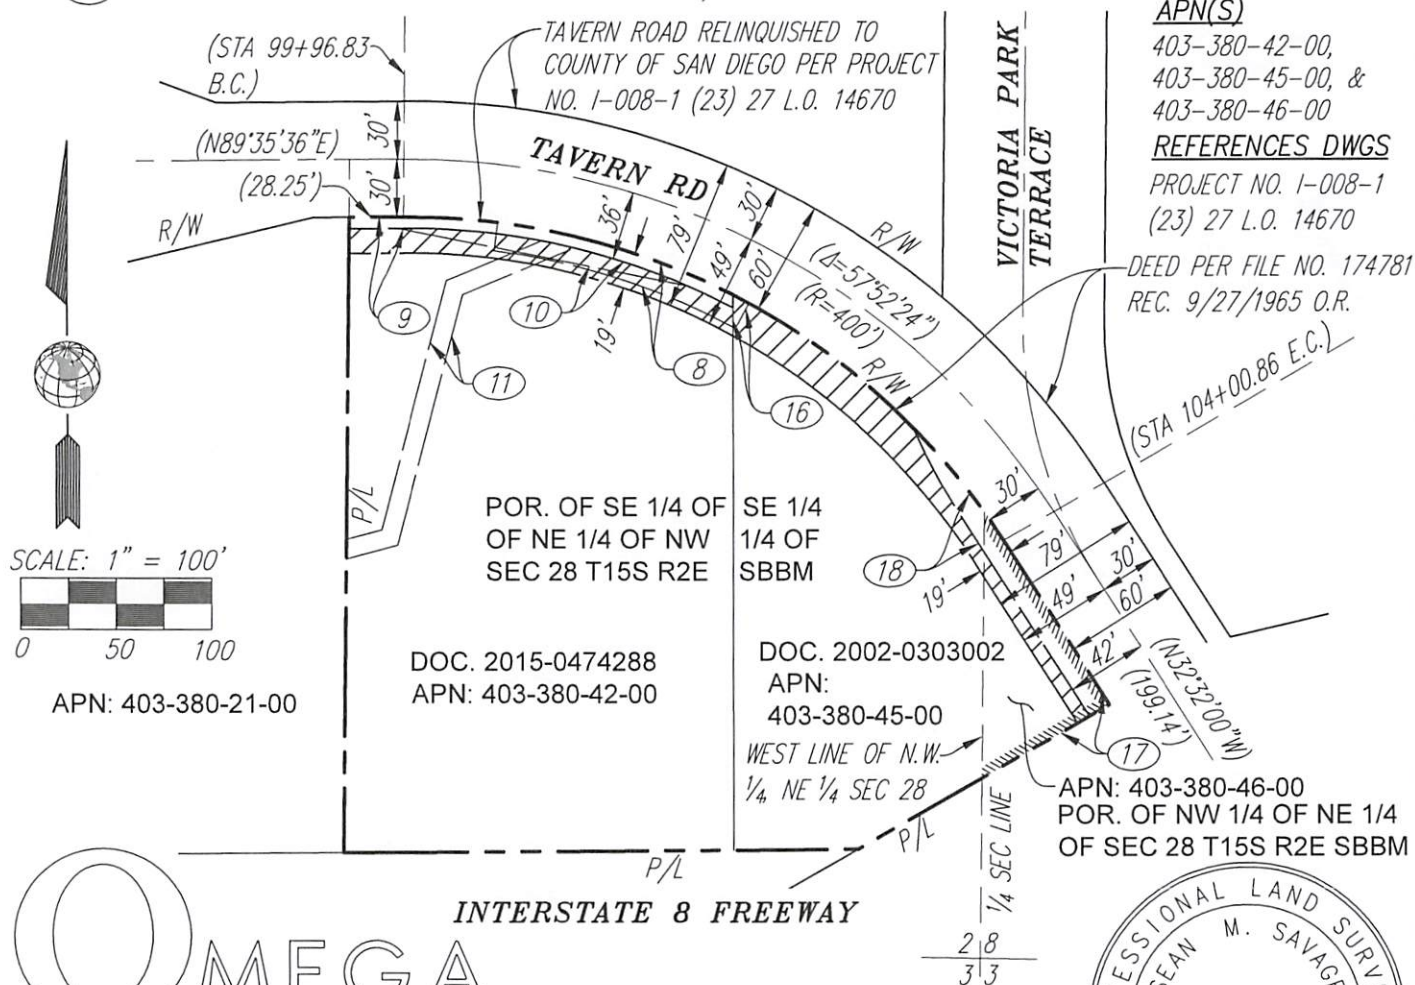 (STA 99+96.83
B.C.)
TAVERN ROAD RELINQUISHED TO
COUNTY OF SAN DIEGO PER PROJECT
NO. I-008-1 (23) 27 L.O. 14670
VICTORIA PARK
TERRACE
APN(S)
403-380-42-00,
403-380-45-00, &
403-380-46-00
REFERENCES DWGS
PROJECT NO. I-008-1
(23) 27 L.O. 14670
DEED PER FILE NO. 174781
REC. 9/27/1965 O.R.
(N89°35'36"E)
(28.25')
30'
30'
R/W
TAVERN RD
36'
79'
49'
30'
60'
R/W
(Δ=57°52'24")
(R=400')
R/W
(STA 104+00.86 E.C.)
9
10
19'
8
16
11
P/L
SCALE: 1" = 100'
0 50 100
APN: 403-380-21-00
POR. OF SE 1/4 OF SE 1/4
OF NE 1/4 OF NW 1/4 OF
SEC 28 T15S R2E SBBM
DOC. 2015-0474288
APN: 403-380-42-00
DOC. 2002-0303002
APN:
403-380-45-00
WEST LINE OF N.W.
1/4, NE 1/4 SEC 28
18
19'
30'
79'
49'
30'
60'
42'
(N32°32'00"W)
(199.14')
17
APN: 403-380-46-00
POR. OF NW 1/4 OF NE 1/4
OF SEC 28 T15S R2E SBBM
P/L
P/L
1/4 SEC LINE
INTERSTATE 8 FREEWAY
28
33
OMEGA
ESSIONAL LAND SURV
SEAN M. SAVAGE